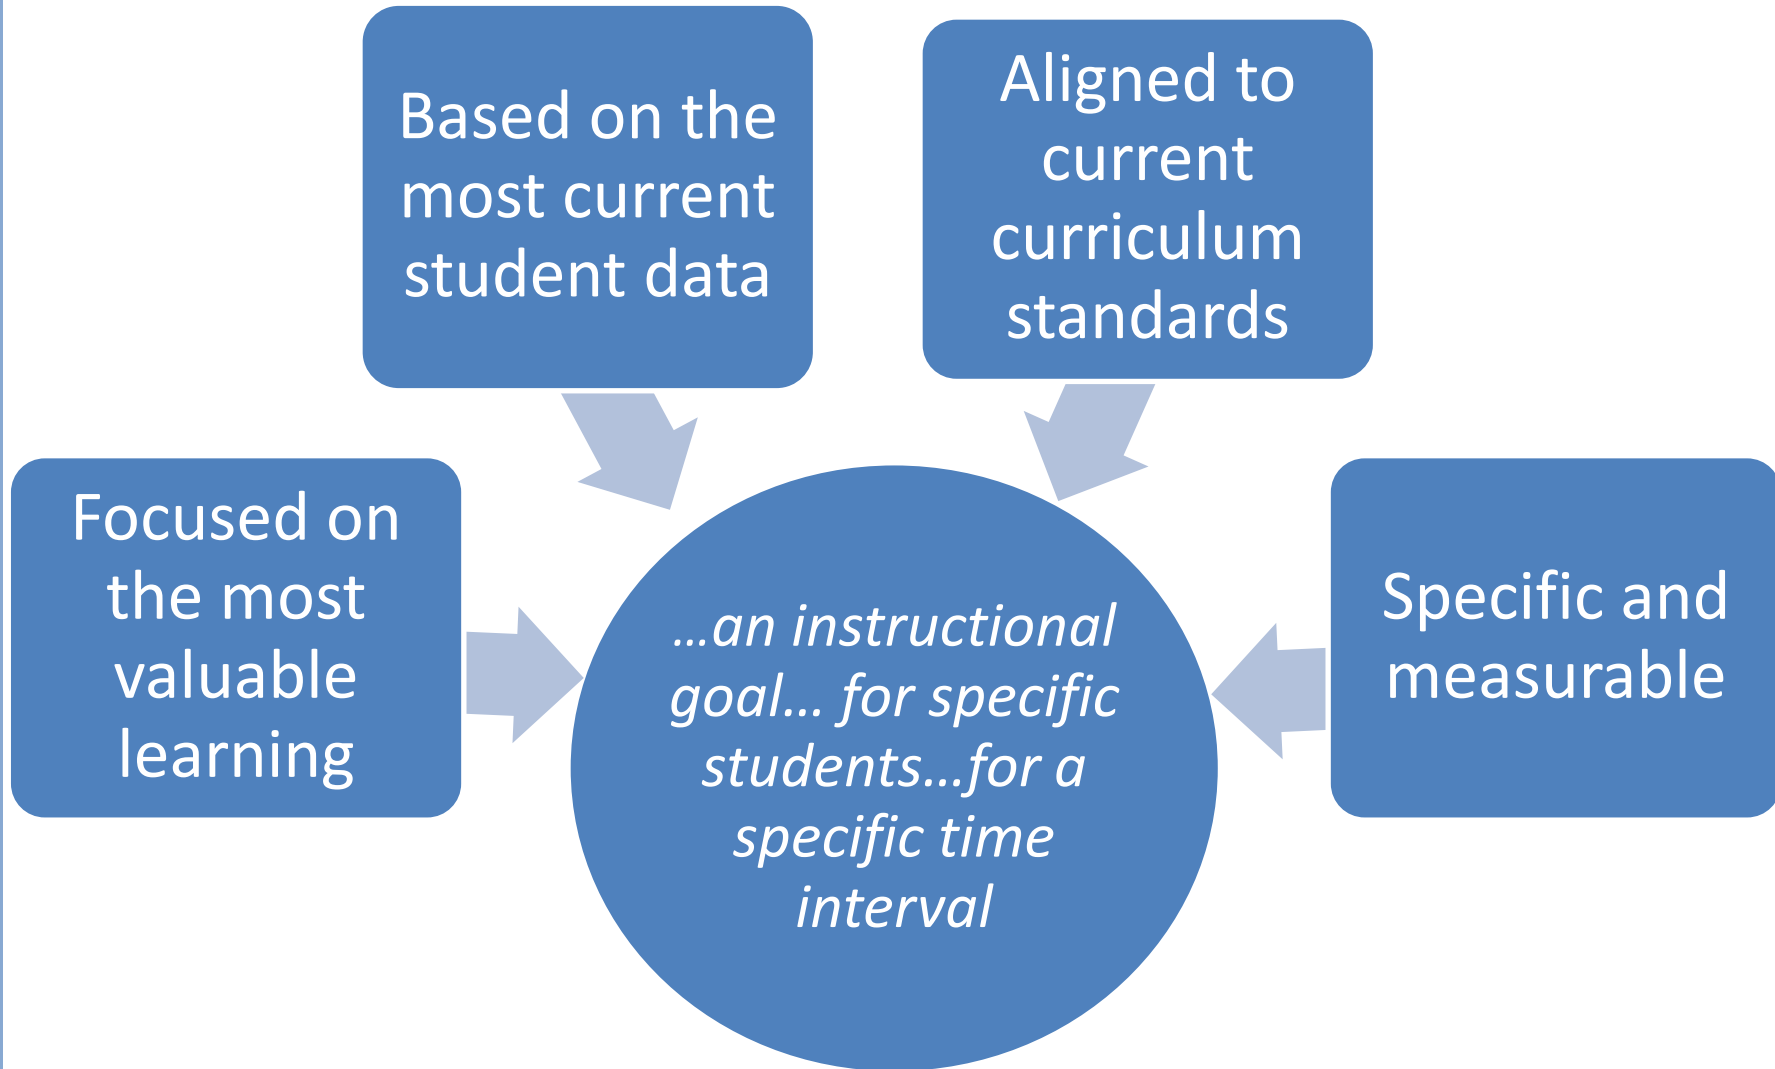 Based on the
most current
student data
Aligned to
current
curriculum
standards
Focused on
the most
valuable
learning
…an instructional
goal… for specific
students…for a
specific time
interval
Specific and
measurable